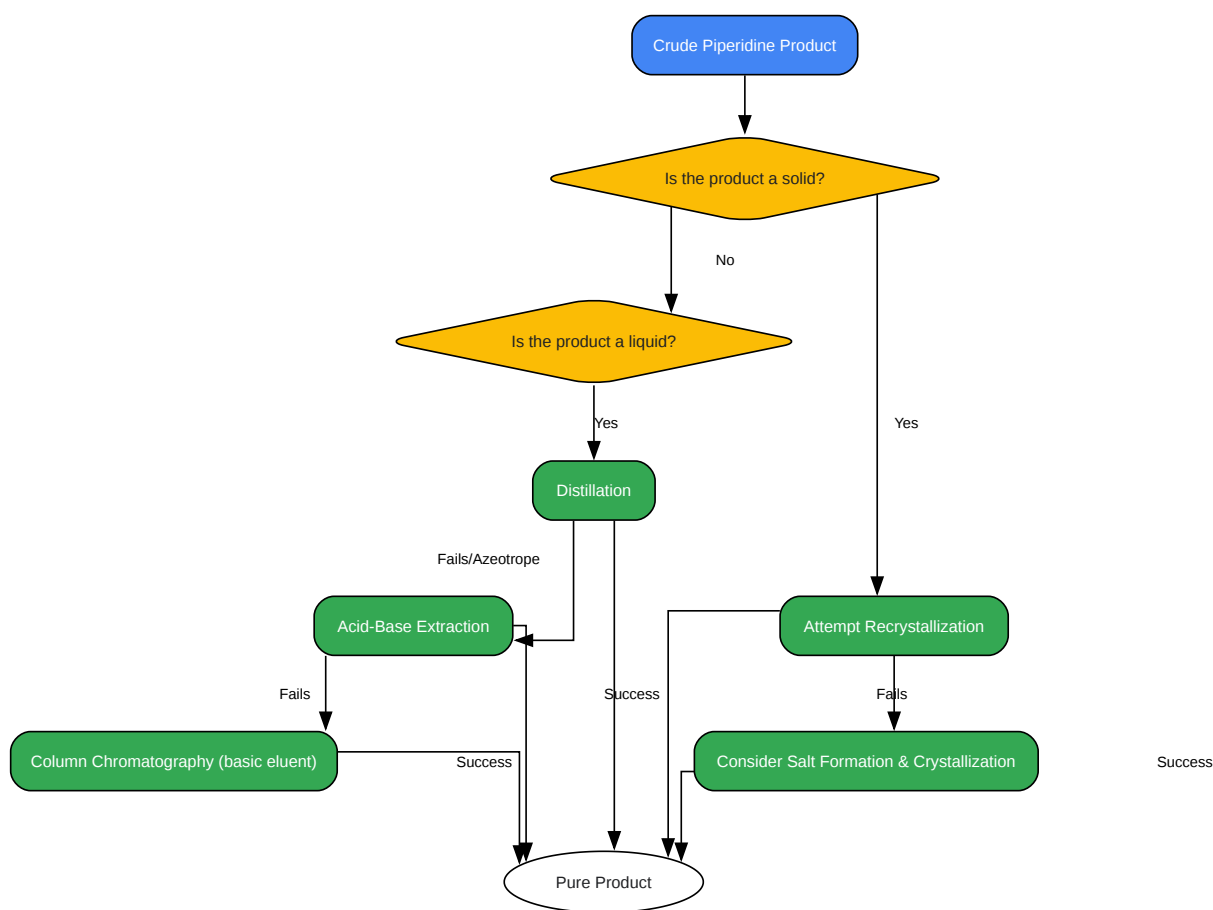 Crude Piperidine Product
Is the product a solid?
No
Is the product a liquid?
Yes
Yes
Distillation
Fails/Azeotrope
Acid-Base Extraction
Attempt Recrystallization
Fails
Success
Fails
Column Chromatography (basic eluent)
Success
Consider Salt Formation & Crystallization
Success
Pure Product